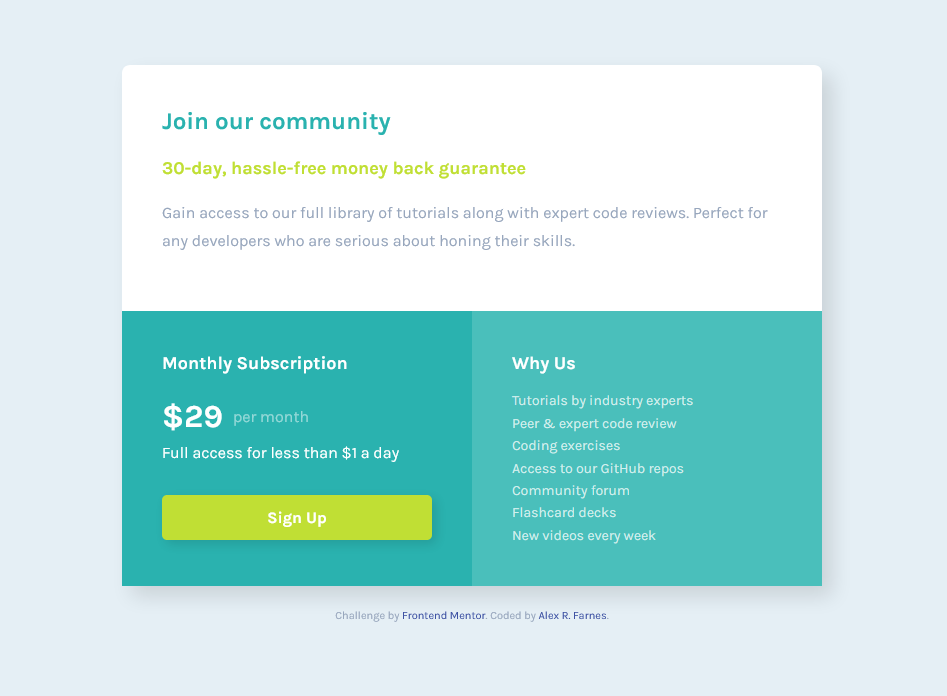 Join our community
30-day, hassle-free money back guarantee
Gain access to our full library of tutorials along with expert code reviews. Perfect for
any developers who are serious about honing their skills.
Monthly Subscription
$29 per month
Full access for less than $1 a day
Sign Up
Why Us
Tutorials by industry experts
Peer & expert code review
Coding exercises
Access to our GitHub repos
Community forum
Flashcard decks
New videos every week
Challenge by Frontend Mentor. Coded by Alex R. Farnes.